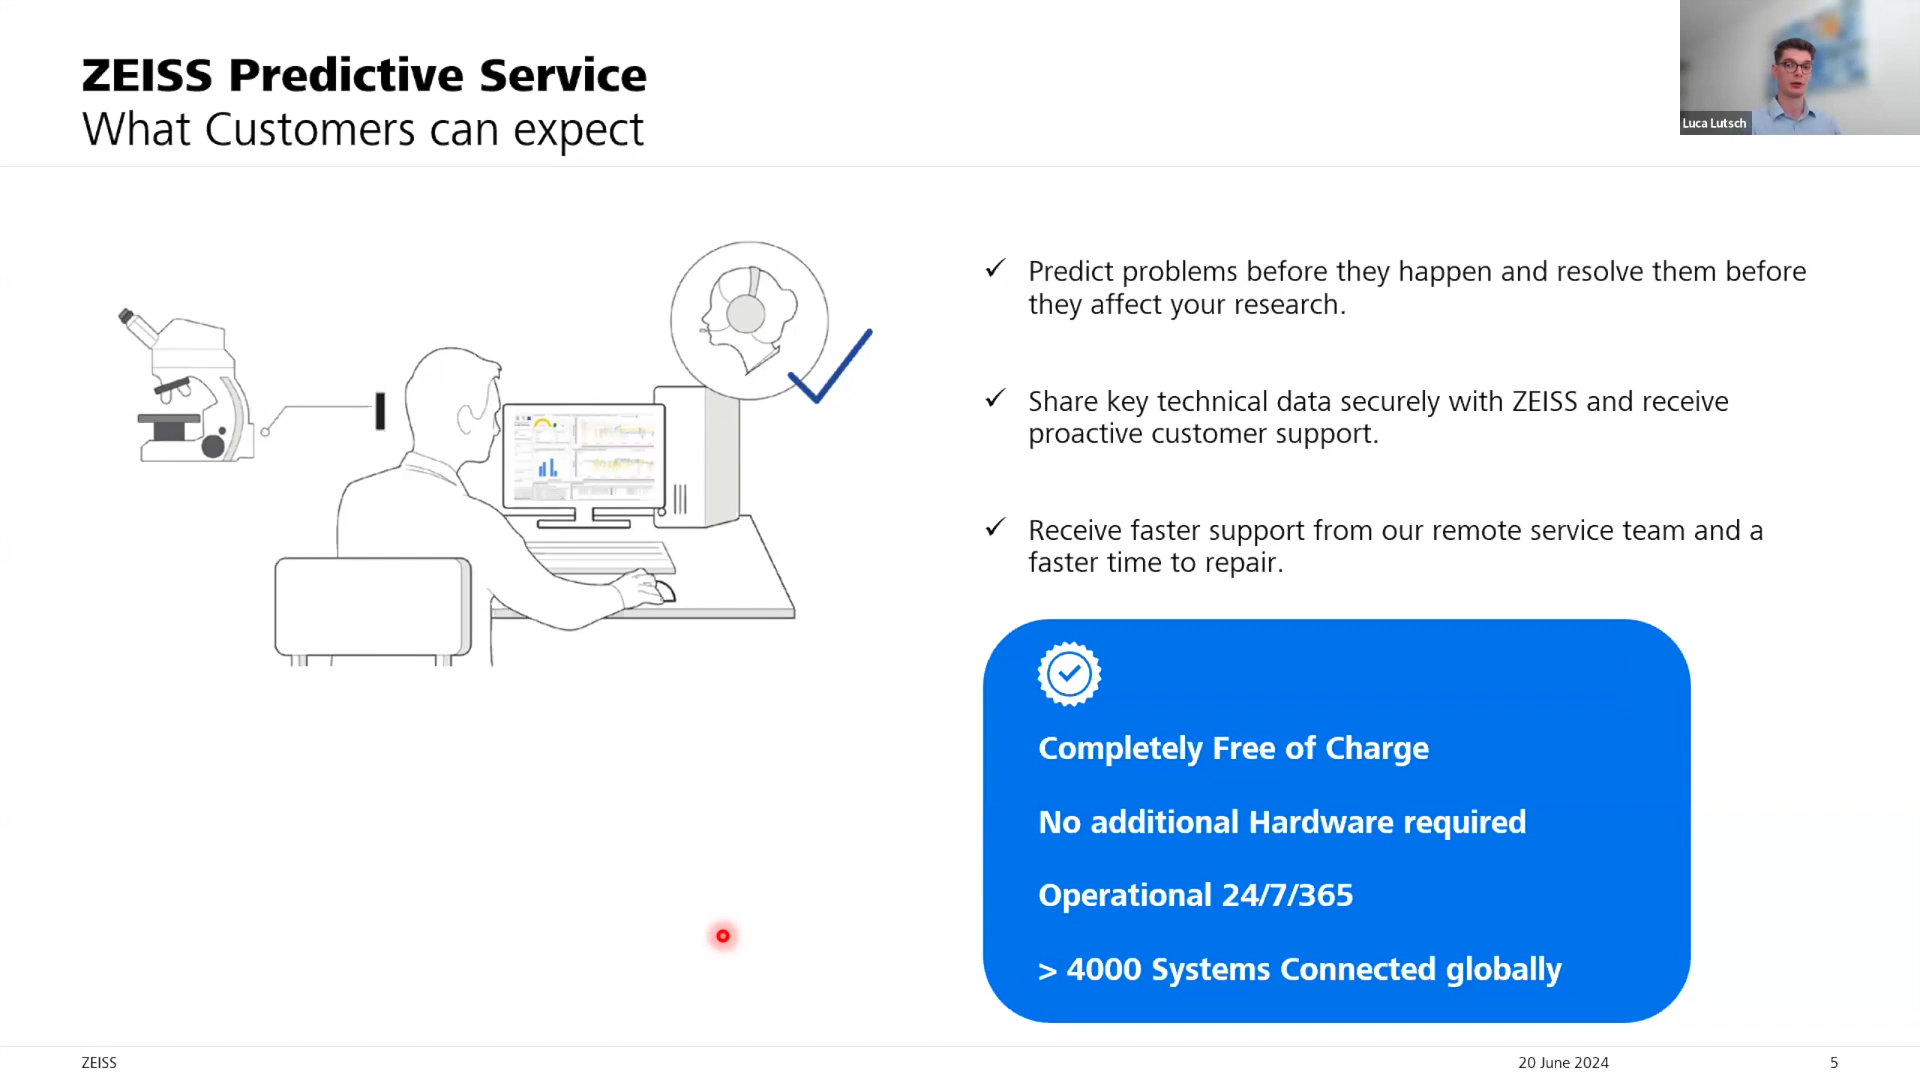 ZEISS Predictive Service
What Customers can expect
Luca Lutsch
✓ Predict problems before they happen and resolve them before
they affect your research.
✓ Share key technical data securely with ZEISS and receive
proactive customer support.
✓ Receive faster support from our remote service team and a
faster time to repair.
Completely Free of Charge
No additional Hardware required
Operational 24/7/365
> 4000 Systems Connected globally
ZEISS
20 June 2024
5